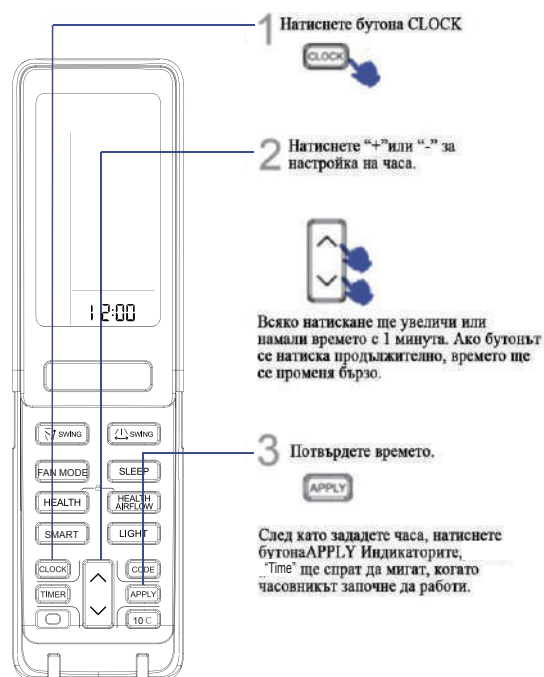 1 Натиснете бутона CLOCK
CLOCK
2 Натиснете “+”или “-” за
настройка на часа.
Всяко натискане ще увеличи или
намали времето с 1 минута. Ако бутонът
се натиска продължително, времето ще
се променя бързо.
3 Потвърдете времето.
APPLY
След като зададете часа, натиснете
бутонаAPPLY Индикаторите,
“Time” ще спрат да мигат, когато
часовникът започне да работи.
12:00
SWING SWING
FAN MODE SLEEP
HEALTH HEALTH
AIRFLOW
SMART LIGHT
CLOCK CODE
TIMER APPLY
10 C